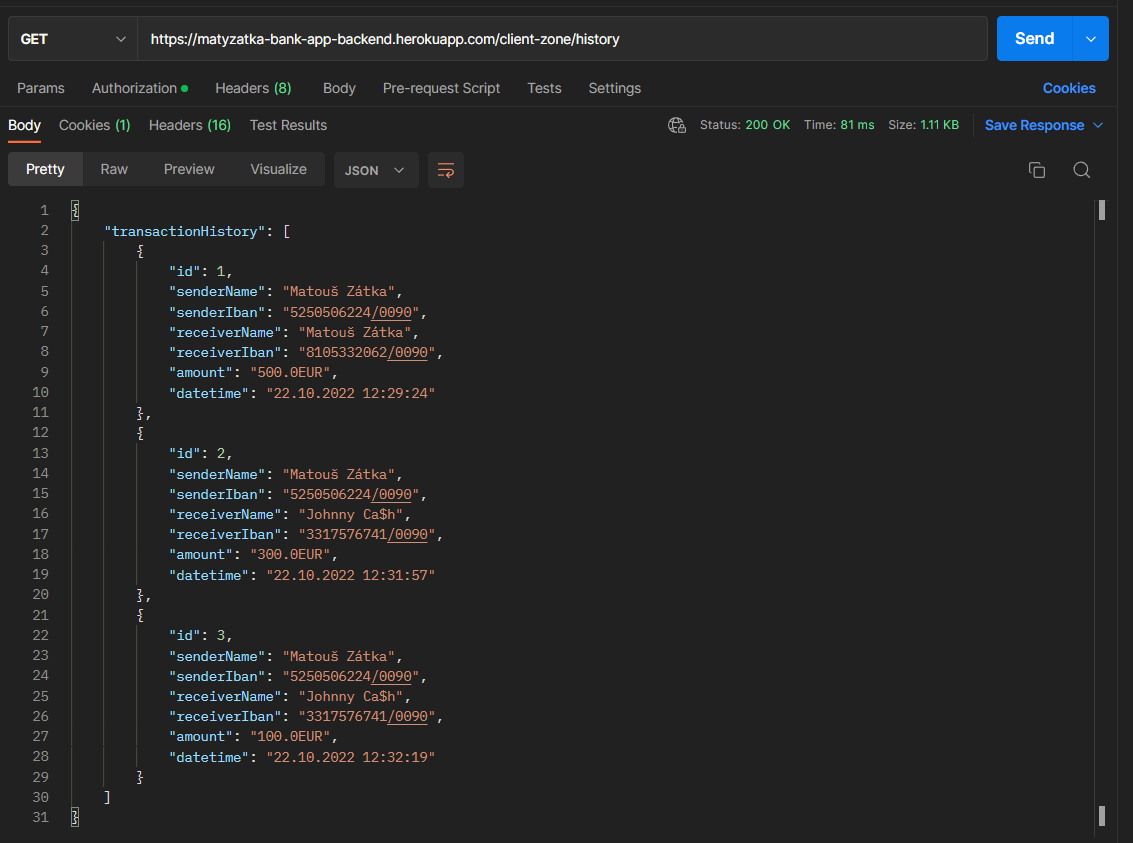 GET https://matyzatka-bank-app-backend.herokuapp.com/client-zone/history Send
Params Authorization Headers (8) Body Pre-request Script Tests Settings Cookies
Body Cookies (1) Headers (16) Test Results Status: 200 OK Time: 81 ms Size: 1.11 KB Save Response
Pretty Raw Preview Visualize JSON
1 {
2 "transactionHistory": [
3 {
4 "id": 1,
5 "senderName": "Matouš Zátka",
6 "senderIban": "5250506224/0090",
7 "receiverName": "Matouš Zátka",
8 "receiverIban": "8105332062/0090",
9 "amount": "500.0EUR",
10 "datetime": "22.10.2022 12:29:24"
11 },
12 {
13 "id": 2,
14 "senderName": "Matouš Zátka",
15 "senderIban": "5250506224/0090",
16 "receiverName": "Johnny Ca$h",
17 "receiverIban": "3317576741/0090",
18 "amount": "300.0EUR",
19 "datetime": "22.10.2022 12:31:57"
20 },
21 {
22 "id": 3,
23 "senderName": "Matouš Zátka",
24 "senderIban": "5250506224/0090",
25 "receiverName": "Johnny Ca$h",
26 "receiverIban": "3317576741/0090",
27 "amount": "100.0EUR",
28 "datetime": "22.10.2022 12:32:19"
29 }
30 ]
31 }